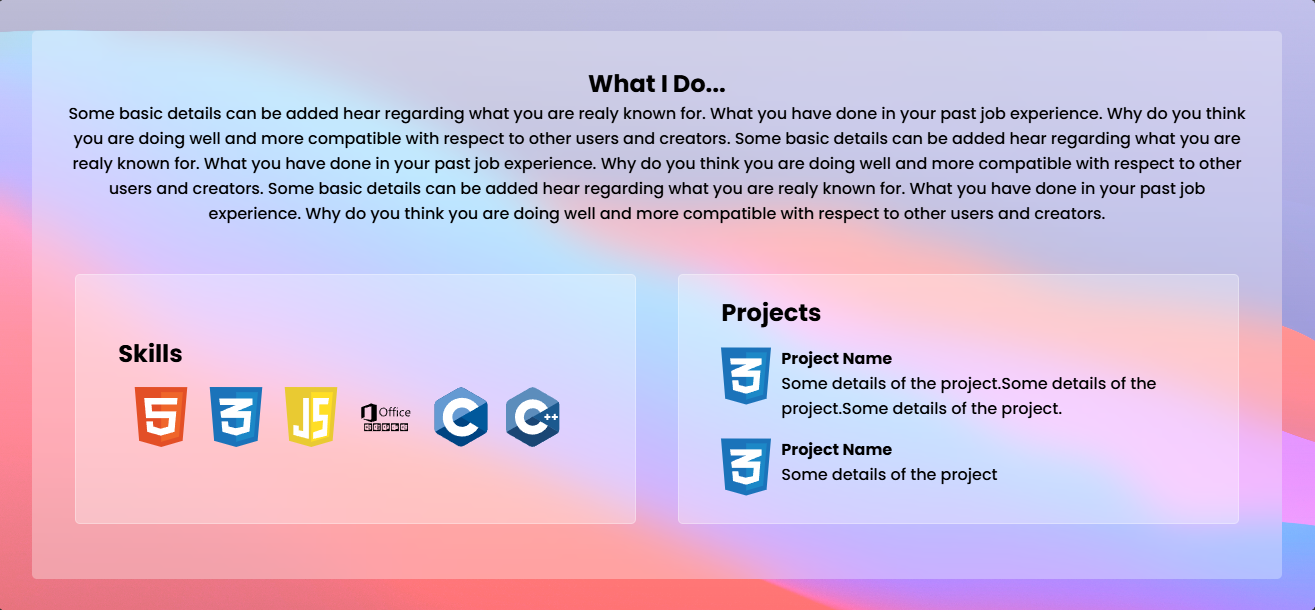 What I Do...
Some basic details can be added hear regarding what you are realy known for. What you have done in your past job experience. Why do you think
you are doing well and more compatible with respect to other users and creators. Some basic details can be added hear regarding what you are
realy known for. What you have done in your past job experience. Why do you think you are doing well and more compatible with respect to other
users and creators. Some basic details can be added hear regarding what you are realy known for. What you have done in your past job
experience. Why do you think you are doing well and more compatible with respect to other users and creators.
Skills
5 3 JS Office C C++
Projects
3
Project Name
Some details of the project.Some details of the
project.Some details of the project.
3
Project Name
Some details of the project